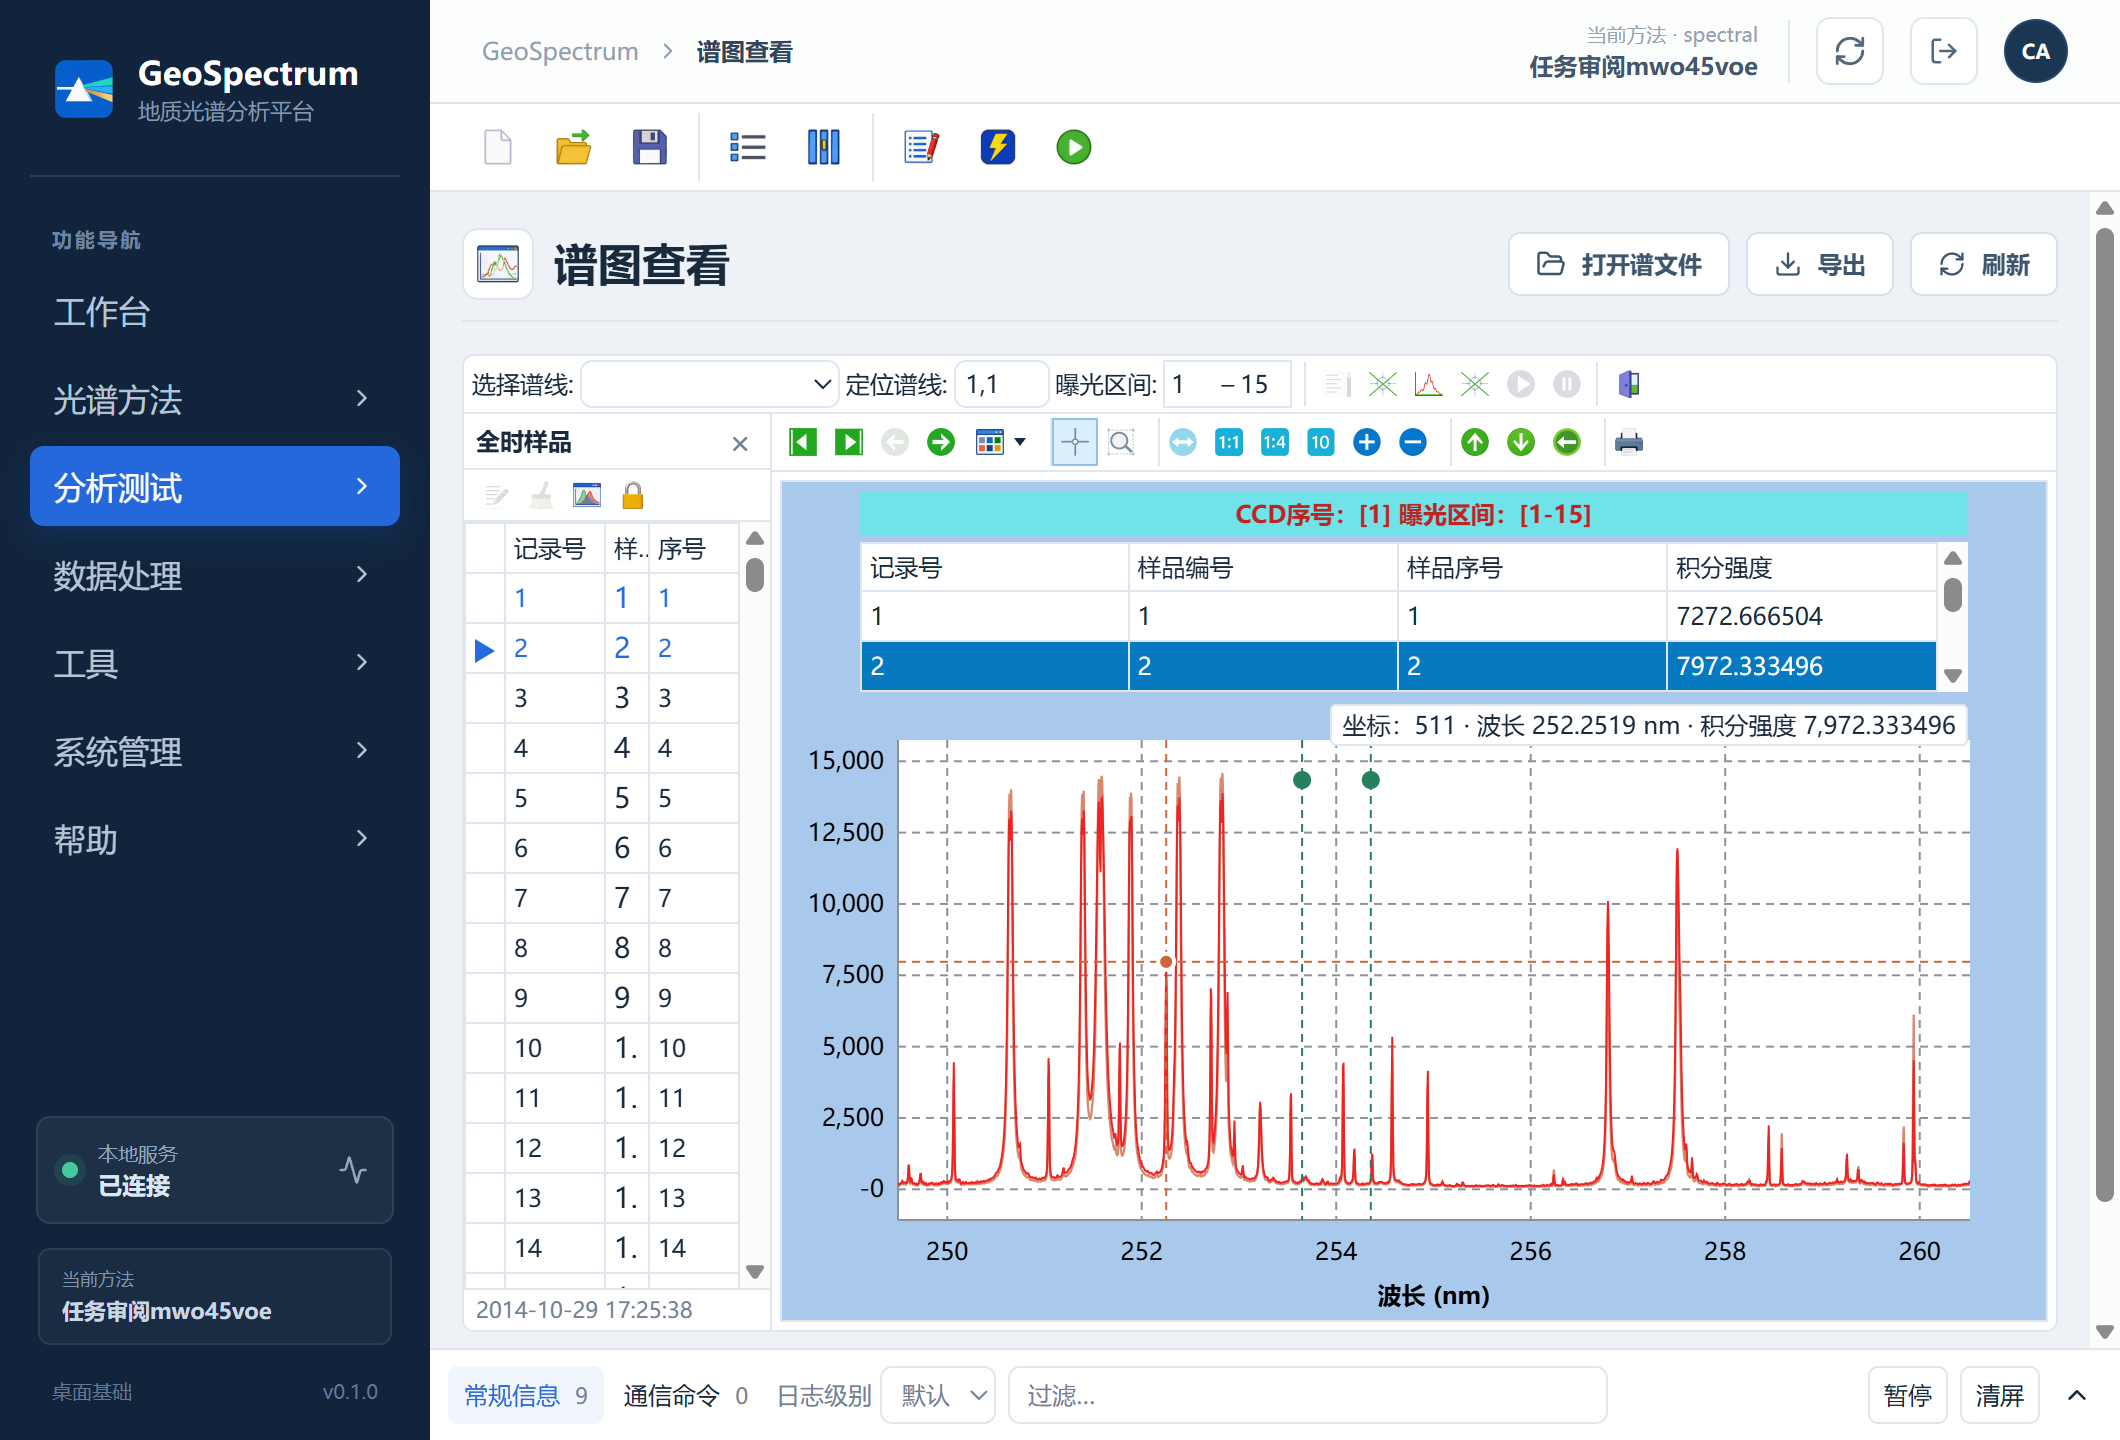 GeoSpectrum
地质光谱分析平台
功能导航
工作台
光谱方法
分析测试
数据处理
工具
系统管理
帮助
本地服务
已连接
当前方法
任务审阅mwo45voe
桌面基础 v0.1.0
GeoSpectrum > 谱图查看
当前方法 · spectral
任务审阅mwo45voe
CA
谱图查看
打开谱文件 导出 刷新
选择谱线: 定位谱线: 1,1 曝光区间: 1 – 15
全时样品
1:1 1:4 10
记录号 样.. 序号
1 1 1
2 2 2
3 3 3
4 4 4
5 5 5
6 6 6
7 7 7
8 8 8
9 9 9
10 1. 10
11 1. 11
12 1. 12
13 1. 13
14 1. 14
2014-10-29 17:25:38
CCD序号：[1] 曝光区间：[1-15]
记录号 样品编号 样品序号 积分强度
1 1 1 7272.666504
2 2 2 7972.333496
坐标：511 · 波长 252.2519 nm · 积分强度 7,972.333496
15,000
12,500
10,000
7,500
5,000
2,500
-0
250 252 254 256 258 260
波长 (nm)
常规信息 9 通信命令 0 日志级别 默认 过滤... 暂停 清屏